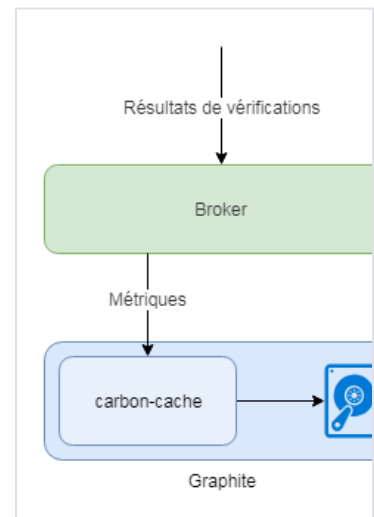 Résultats de vérifications
Broker
Métriques
carbon-cache
Graphite